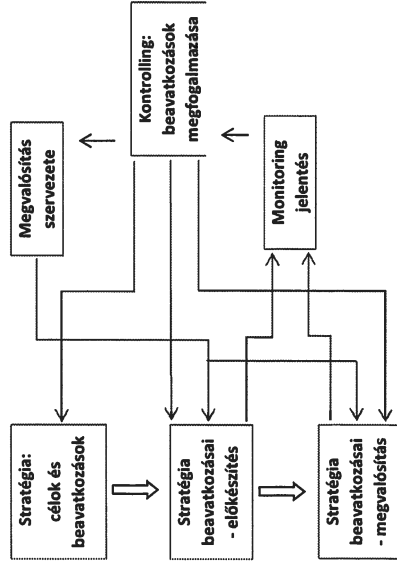 Stratégia:
célok és
beavatkozások
Stratégia
beavatkozásai
- előkészítés
Stratégia
beavatkozásai
- megvalósítás
Megvalósítás
szervezete
Monitoring
jelentés
Kontrolling:
beavatkozások
megfogalmazása